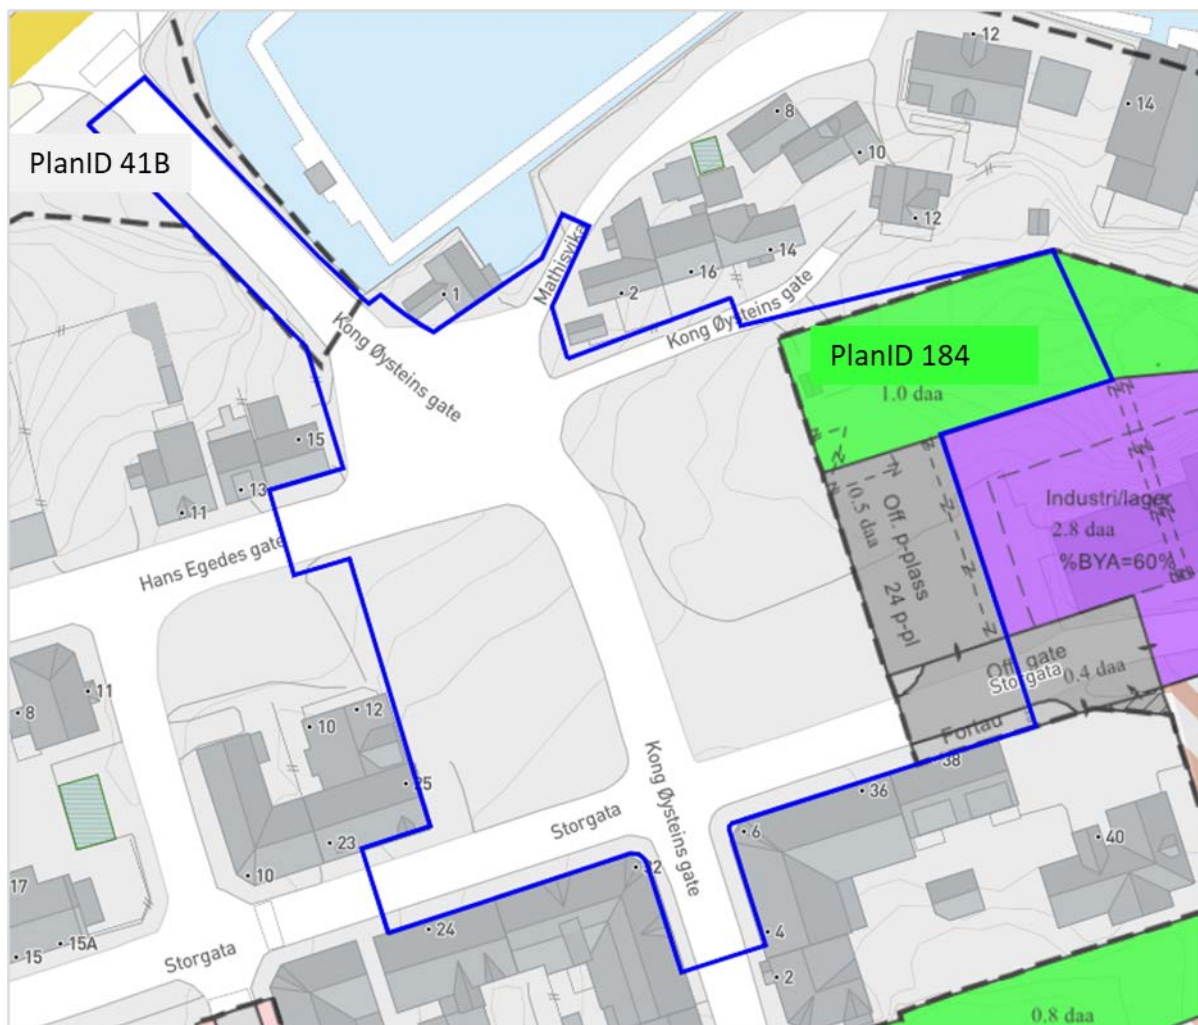 12
14
8
PlanID 41B
10
12
14
16
Mathisvika
2
1
Kong Øysteins gate
Kong Øysteins gate
PlanID 184
1.0 daa
15
13
11
Off. p-plass
24 p-pl
10.5 daa
Industri/lager
2.8 daa
%BYA=60%
Hans Egedes gate
Off. gate
Storgata
0.4 daa
11
8
12
10
Fortau
38
25
36
Kong Øysteins gate
Storgata
6
23
40
32
10
17
24
4
15A
15
Storgata
2
0.8 daa